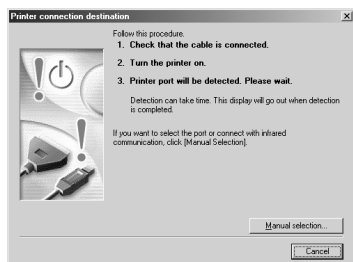 Printer connection destination
Follow this procedure.
1. Check that the cable is connected.
2. Turn the printer on.
3. Printer port will be detected. Please wait.
Detection can take time. This display will go out when detection
is completed.
If you want to select the port or connect with infrared
communication, click [Manual Selection].
Manual selection...
Cancel